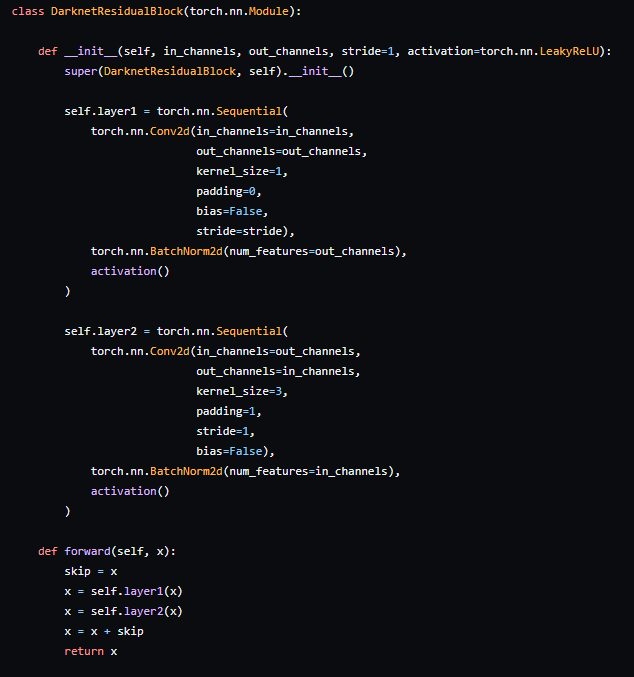 class DarknetResidualBlock(torch.nn.Module):
    def __init__(self, in_channels, out_channels, stride=1, activation=torch.nn.LeakyReLU):
        super(DarknetResidualBlock, self).__init__()
        self.layer1 = torch.nn.Sequential(
            torch.nn.Conv2d(in_channels=in_channels,
                            out_channels=out_channels,
                            kernel_size=1,
                            padding=0,
                            bias=False,
                            stride=stride),
            torch.nn.BatchNorm2d(num_features=out_channels),
            activation()
        )
        self.layer2 = torch.nn.Sequential(
            torch.nn.Conv2d(in_channels=out_channels,
                            out_channels=in_channels,
                            kernel_size=3,
                            padding=1,
                            stride=1,
                            bias=False),
            torch.nn.BatchNorm2d(num_features=in_channels),
            activation()
        )
    def forward(self, x):
        skip = x
        x = self.layer1(x)
        x = self.layer2(x)
        x = x + skip
        return x